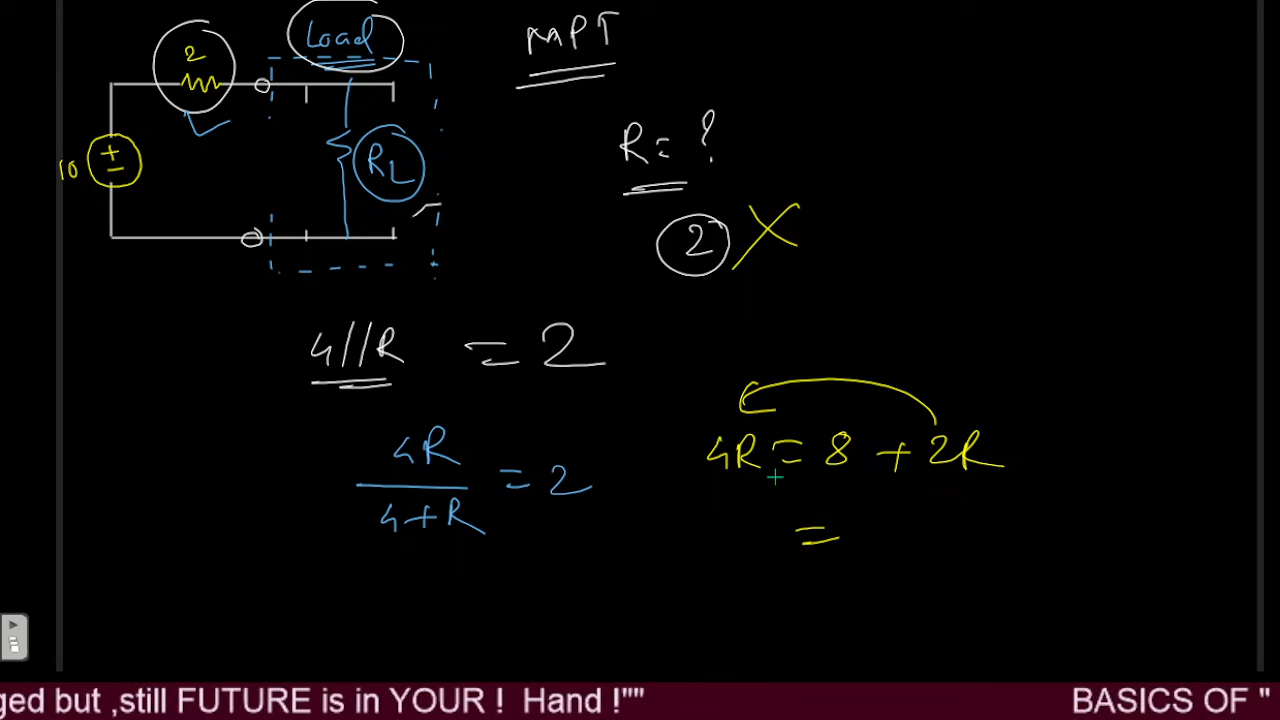 Load
MPT
2
10
RL
R = ?
2
4//R = 2
4R
4+R
= 2
4R = 8 + 2R
=
ged but ,still FUTURE is in YOUR ! Hand !"" BASICS OF "